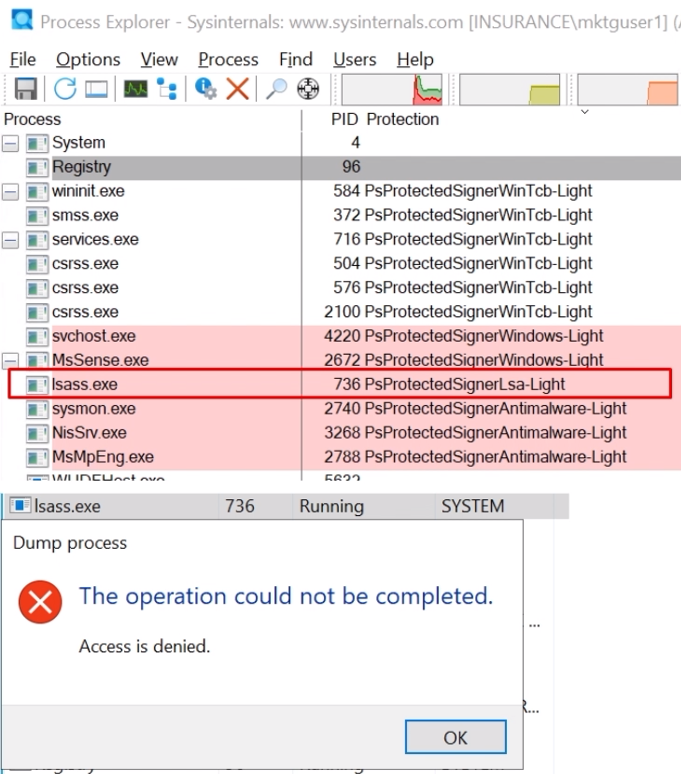 Process Explorer - Sysinternals: www.sysinternals.com [INSURANCE\mktguser1] (A
File Options View Process Find Users Help
Process PID Protection
System 4
Registry 96
wininit.exe 584 PsProtectedSignerWinTcb-Light
smss.exe 372 PsProtectedSignerWinTcb-Light
services.exe 716 PsProtectedSignerWinTcb-Light
csrss.exe 504 PsProtectedSignerWinTcb-Light
csrss.exe 576 PsProtectedSignerWinTcb-Light
csrss.exe 2100 PsProtectedSignerWinTcb-Light
svchost.exe 4220 PsProtectedSignerWindows-Light
MsSense.exe 2672 PsProtectedSignerWindows-Light
lsass.exe 736 PsProtectedSignerLsa-Light
sysmon.exe 2740 PsProtectedSignerAntimalware-Light
NisSrv.exe 3268 PsProtectedSignerAntimalware-Light
MsMpEng.exe 2788 PsProtectedSignerAntimalware-Light
lsass.exe 736 Running SYSTEM
Dump process
The operation could not be completed.
...
Access is denied.
R...
OK